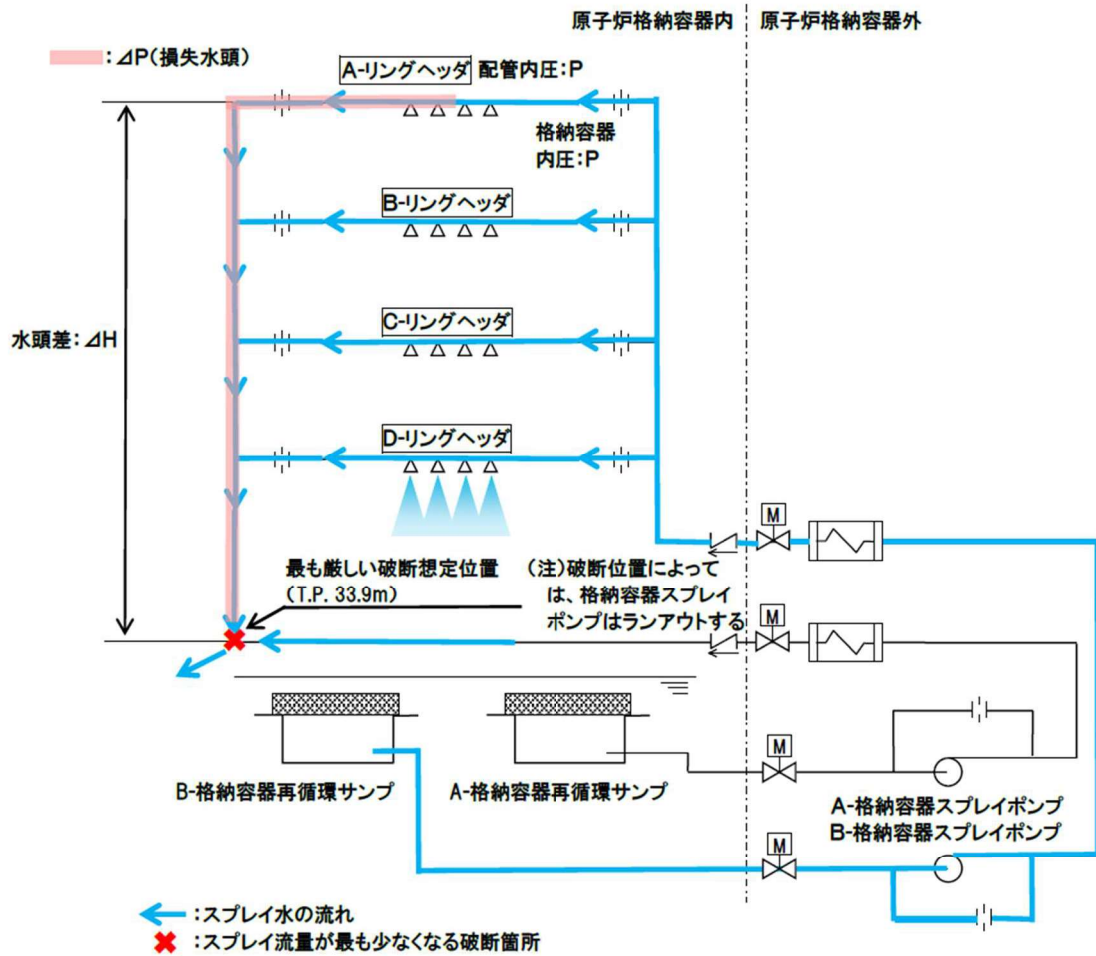 原子炉格納容器内
原子炉格納容器外
:⊿P(損失水頭)
A-リングヘッダ 配管内圧:P
格納容器
内圧:P
B-リングヘッダ
水頭差:⊿H
C-リングヘッダ
D-リングヘッダ
M
最も厳しい破断想定位置
(T.P. 33.9m)
(注)破断位置によって
は、格納容器スプレイ
ポンプはランアウトする
M
M
B-格納容器再循環サンプ
A-格納容器再循環サンプ
A-格納容器スプレイポンプ
B-格納容器スプレイポンプ
M
:スプレイ水の流れ
:スプレイ流量が最も少なくなる破断箇所